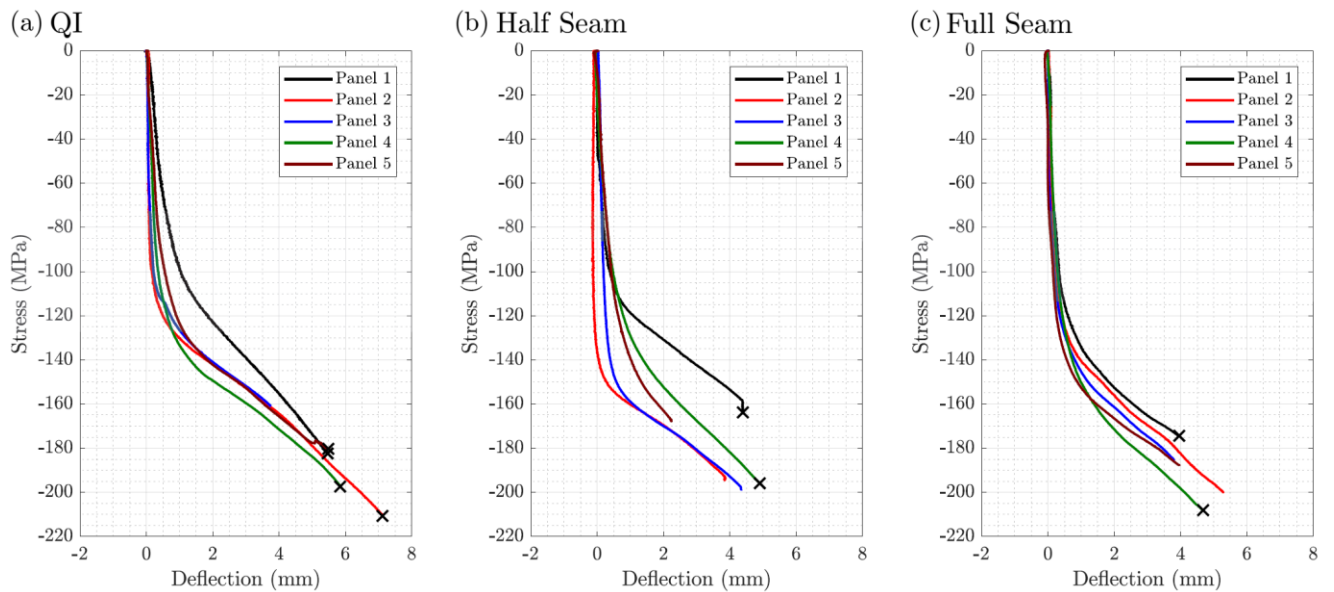 (a) QI
0
-20
-40
-60
-80
-100
-120
-140
-160
-180
-200
-220
Stress (MPa)
Panel 1
Panel 2
Panel 3
Panel 4
Panel 5
-2 0 2 4 6 8
Deflection (mm)
(b) Half Seam
0
-20
-40
-60
-80
-100
-120
-140
-160
-180
-200
-220
Stress (MPa)
Panel 1
Panel 2
Panel 3
Panel 4
Panel 5
-2 0 2 4 6 8
Deflection (mm)
(c) Full Seam
0
-20
-40
-60
-80
-100
-120
-140
-160
-180
-200
-220
Stress (MPa)
Panel 1
Panel 2
Panel 3
Panel 4
Panel 5
-2 0 2 4 6 8
Deflection (mm)